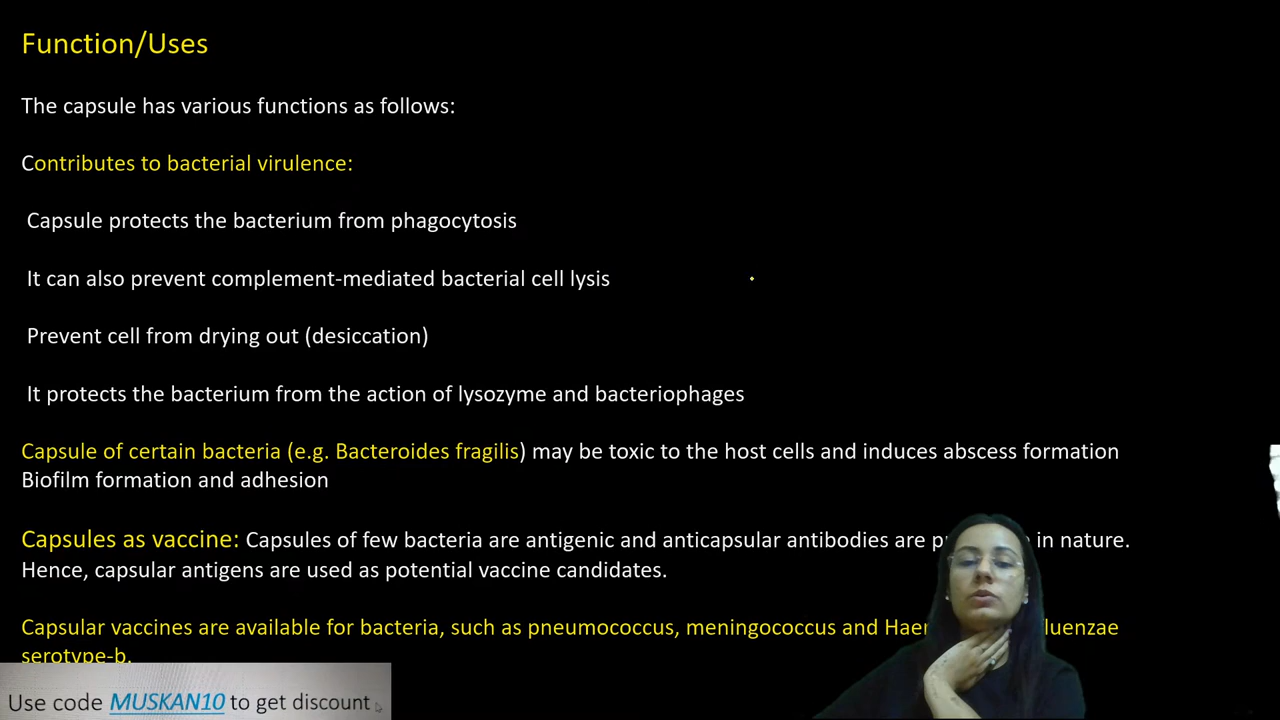 Function/Uses
The capsule has various functions as follows:
Contributes to bacterial virulence:
Capsule protects the bacterium from phagocytosis
It can also prevent complement-mediated bacterial cell lysis
Prevent cell from drying out (desiccation)
It protects the bacterium from the action of lysozyme and bacteriophages
Capsule of certain bacteria (e.g. Bacteroides fragilis) may be toxic to the host cells and induces abscess formation
Biofilm formation and adhesion
Capsules as vaccine: Capsules of few bacteria are antigenic and anticapsular antibodies are in nature.
Hence, capsular antigens are used as potential vaccine candidates.
Capsular vaccines are available for bacteria, such as pneumococcus, meningococcus and
serotype-b.
Use code MUSKAN10 to get discount